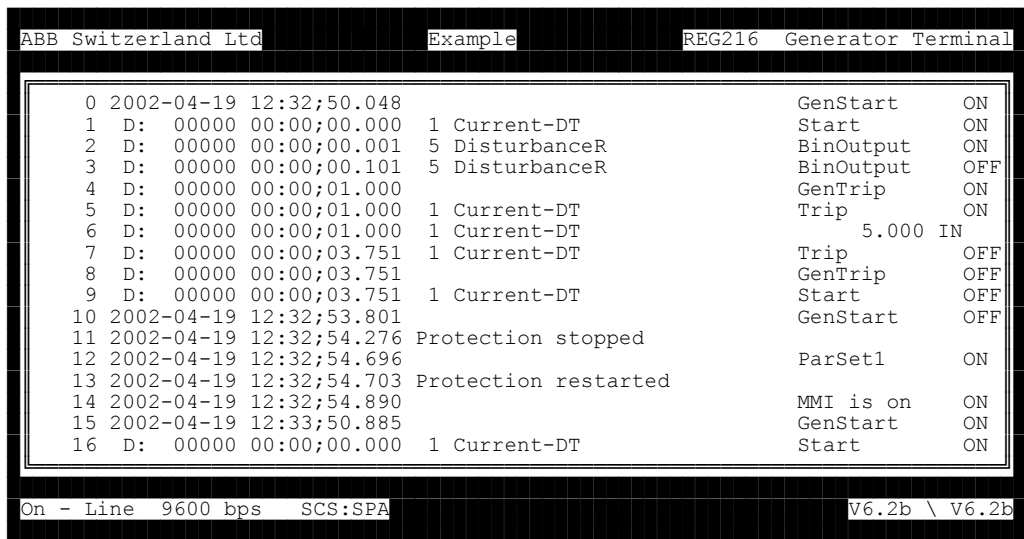 ABB Switzerland Ltd Example REG216 Generator Terminal
0 2002-04-19 12:32;50.048 GenStart ON
1 D: 00000 00:00;00.000 1 Current-DT Start ON
2 D: 00000 00:00;00.001 5 DisturbanceR BinOutput ON
3 D: 00000 00:00;00.101 5 DisturbanceR BinOutput OFF
4 D: 00000 00:00;01.000 GenTrip ON
5 D: 00000 00:00;01.000 1 Current-DT Trip ON
6 D: 00000 00:00;01.000 1 Current-DT 5.000 IN
7 D: 00000 00:00;03.751 1 Current-DT Trip OFF
8 D: 00000 00:00;03.751 GenTrip OFF
9 D: 00000 00:00;03.751 1 Current-DT Start OFF
10 2002-04-19 12:32;53.801 GenStart OFF
11 2002-04-19 12:32;54.276 Protection stopped
12 2002-04-19 12:32;54.696 ParSet1 ON
13 2002-04-19 12:32;54.703 Protection restarted
14 2002-04-19 12:32;54.890 MMI is on ON
15 2002-04-19 12:33;50.885 GenStart ON
16 D: 00000 00:00;00.000 1 Current-DT Start ON
On - Line 9600 bps SCS:SPA V6.2b \ V6.2b